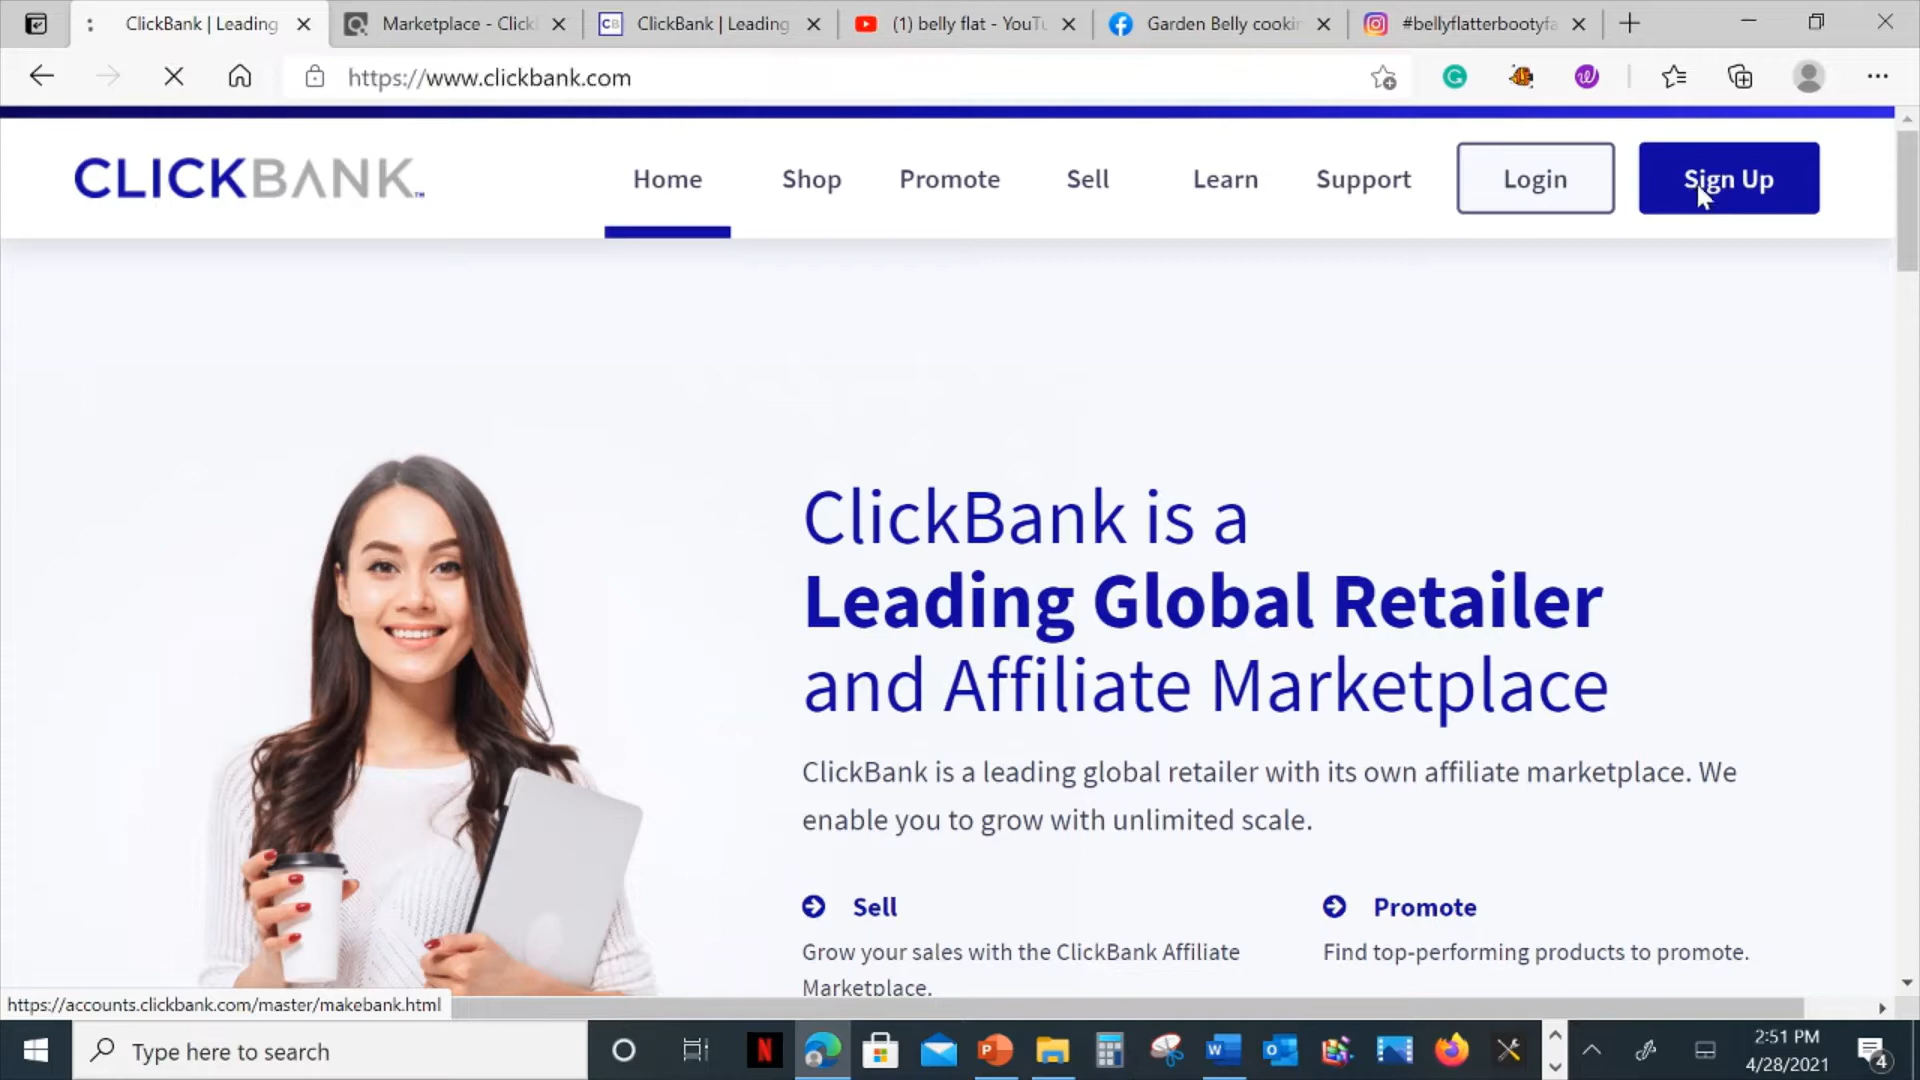 ClickBank | Leading
Marketplace - Click
CB ClickBank | Leading
(1) belly flat - YouTu
Garden Belly cookin
#bellyflatterbootyfa
https://www.clickbank.com
CLICKBANK™
Home
Shop
Promote
Sell
Learn
Support
Login
Sign Up
ClickBank is a
Leading Global Retailer
and Affiliate Marketplace
ClickBank is a leading global retailer with its own affiliate marketplace. We
enable you to grow with unlimited scale.
Sell
Promote
Grow your sales with the ClickBank Affiliate
Marketplace.
Find top-performing products to promote.
https://accounts.clickbank.com/master/makebank.html
Type here to search
2:51 PM
4/28/2021
4